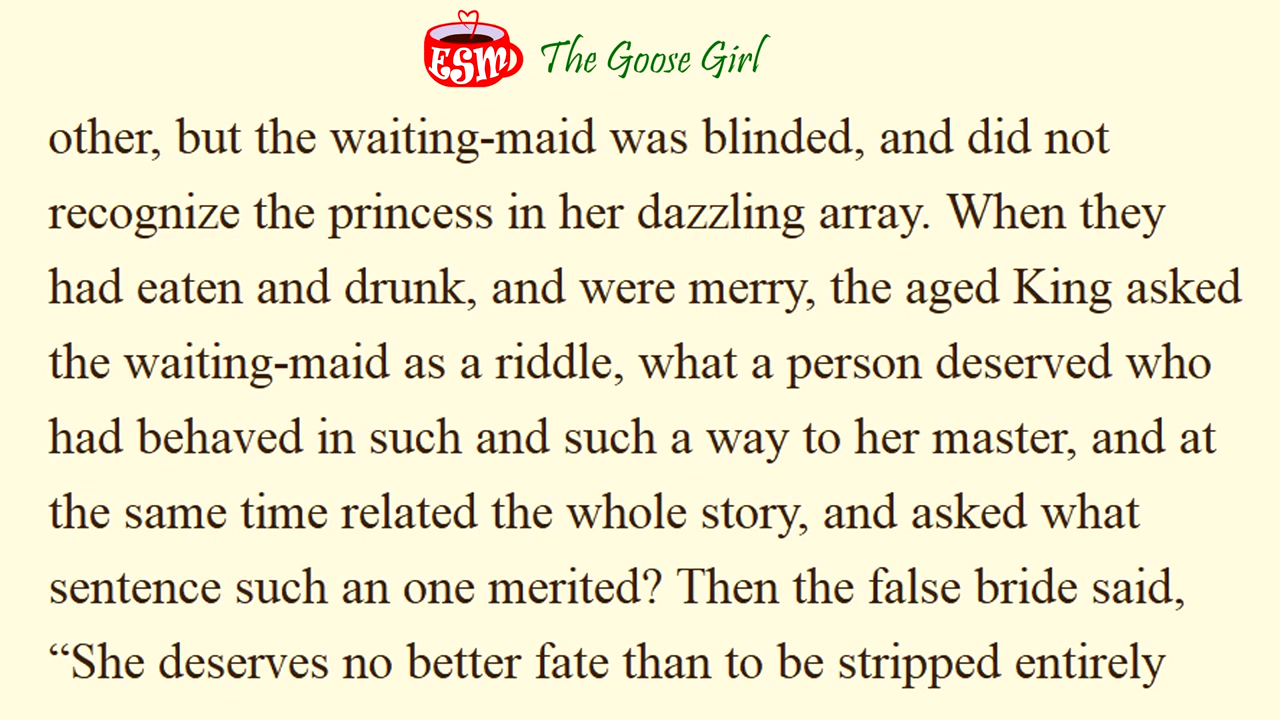 ESM The Goose Girl
other, but the waiting-maid was blinded, and did not
recognize the princess in her dazzling array. When they
had eaten and drunk, and were merry, the aged King asked
the waiting-maid as a riddle, what a person deserved who
had behaved in such and such a way to her master, and at
the same time related the whole story, and asked what
sentence such an one merited? Then the false bride said,
“She deserves no better fate than to be stripped entirely